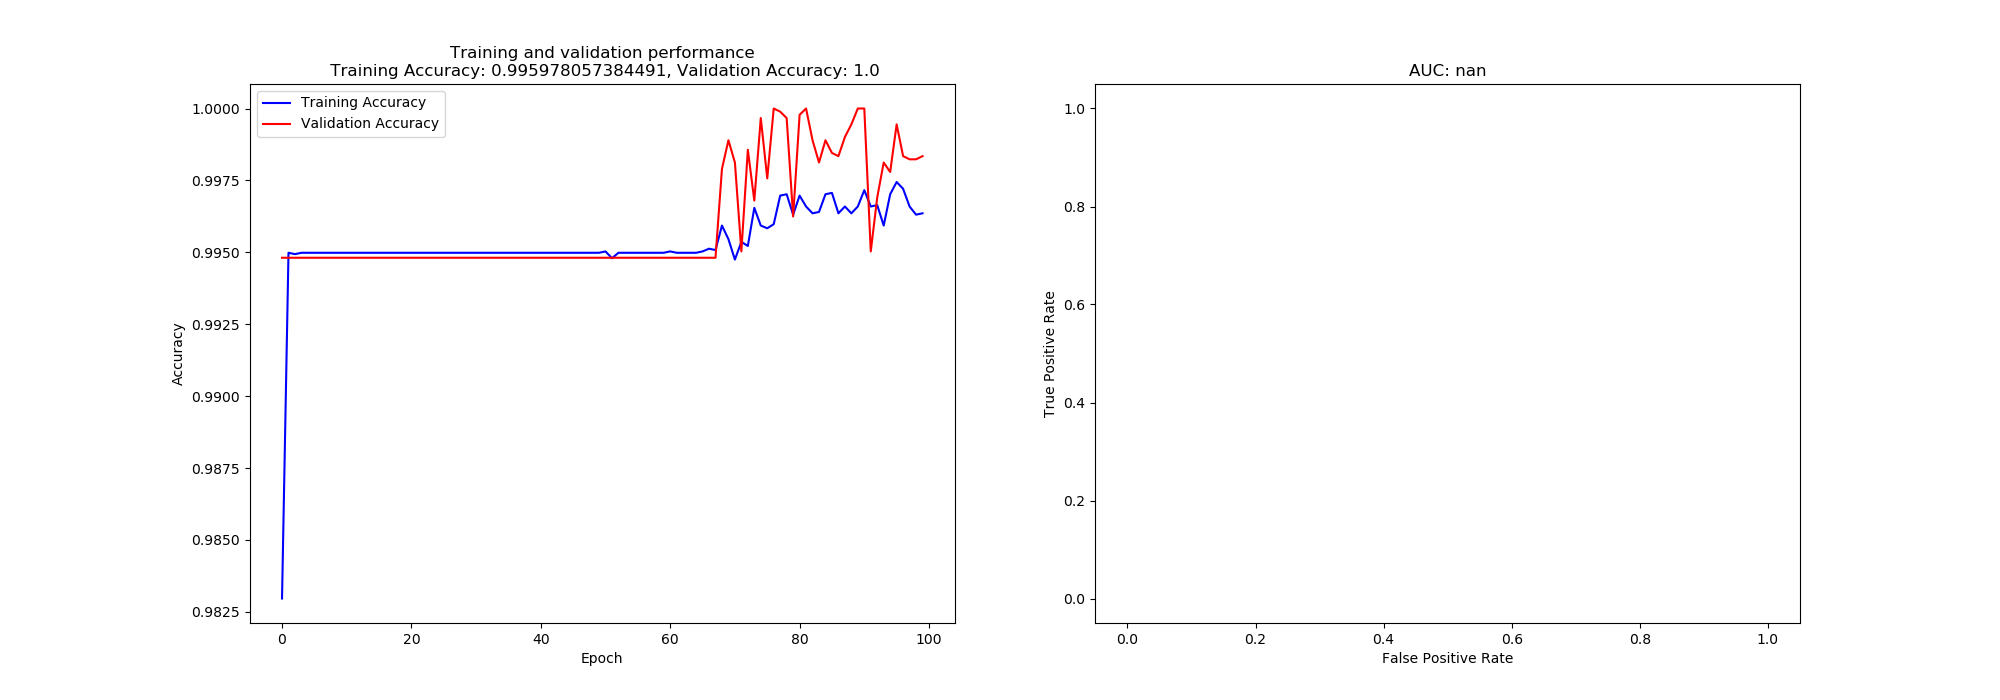 Training and validation performance
Training Accuracy: 0.995978057384491, Validation Accuracy: 1.0
Training Accuracy
Validation Accuracy
1.0000
0.9975
0.9950
0.9925
0.9900
0.9875
0.9850
0.9825
Accuracy
0 20 40 60 80 100
Epoch
AUC: nan
1.0
0.8
0.6
0.4
0.2
0.0
True Positive Rate
0.0 0.2 0.4 0.6 0.8 1.0
False Positive Rate